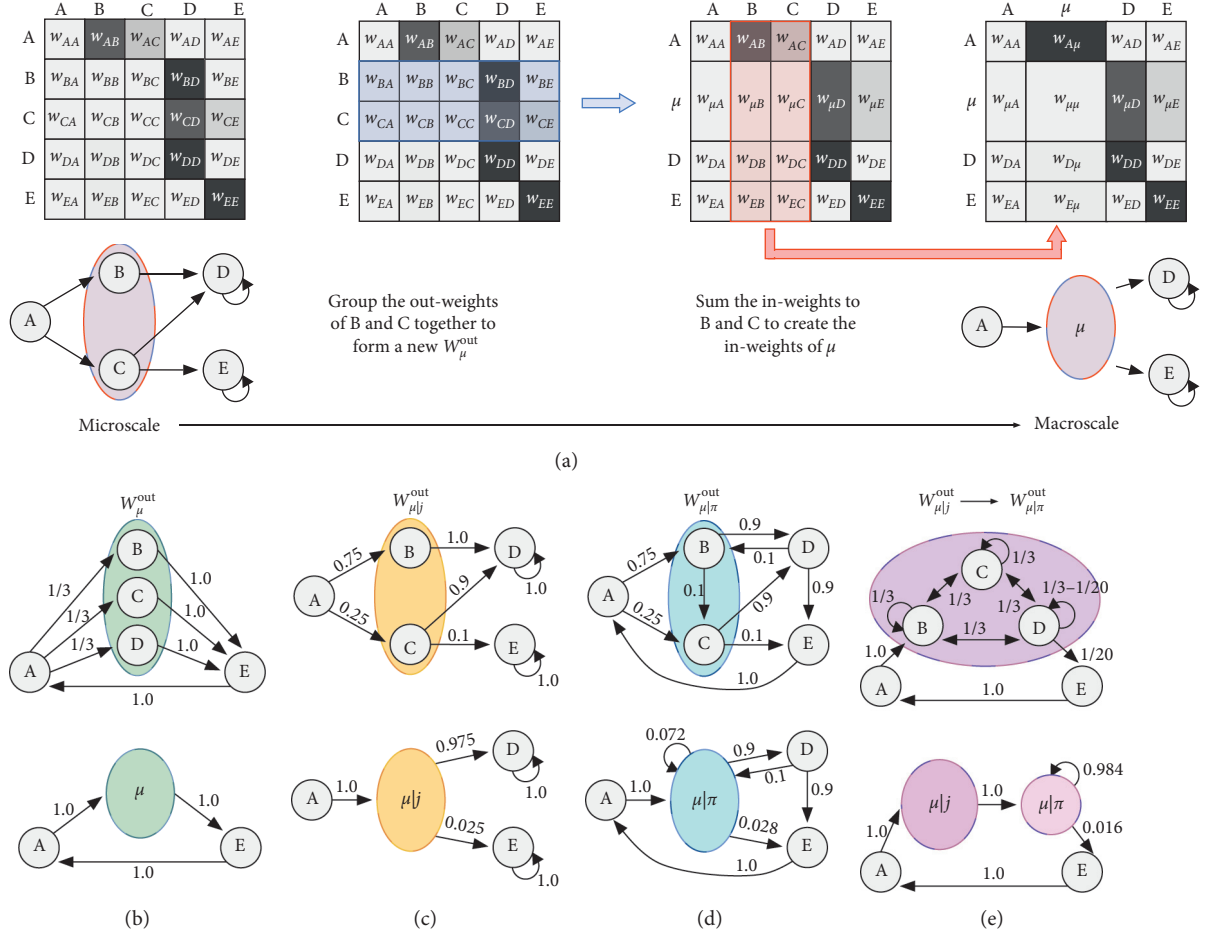 A B C D E
A w_AA w_AB w_AC w_AD w_AE
B w_BA w_BB w_BC w_BD w_BE
C w_CA w_CB w_CC w_CD w_CE
D w_DA w_DB w_DC w_DD w_DE
E w_EA w_EB w_EC w_ED w_EE
A B C D E
A w_AA w_AB w_AC w_AD w_AE
B w_BA w_BB w_BC w_BD w_BE
C w_CA w_CB w_CC w_CD w_CE
D w_DA w_DB w_DC w_DD w_DE
E w_EA w_EB w_EC w_ED w_EE
A B C D E
A w_AA w_AB w_AC w_AD w_AE
μ w_μA w_μB w_μC w_μD w_μE
D w_DA w_DB w_DC w_DD w_DE
E w_EA w_EB w_EC w_ED w_EE
A μ D E
A w_AA w_Aμ w_AD w_AE
μ w_μA w_μμ w_μD w_μE
D w_DA w_Dμ w_DD w_DE
E w_EA w_Eμ w_ED w_EE
B D
A
C E
Group the out-weights
of B and C together to
form a new W_μ^out
Sum the in-weights to
B and C to create the
in-weights of μ
D
A μ
E
Microscale
Macroscale
(a)
W_μ^out
B
1/3 1.0
C
1/3 1.0
1/3 D 1.0
A E
1.0
μ
1.0 1.0
A E
1.0
(b)
W_μ|j^out
0.75 B 1.0 D
1.0
A 0.9
0.25 C 0.1 E
1.0
0.975 D
1.0
A 1.0 μ|j
0.025 E
1.0
(c)
W_μ|π^out
0.9
0.75 B D
0.1
A 0.1 0.9
0.25 0.9
C 0.1 E
1.0
0.072 0.9 D
0.1
A 1.0 μ|π 0.9
0.028 E
1.0
(d)
W_μ|j^out W_μ|π^out
1/3
C
1/3 1/3 1/3 1/3–1/20
B 1/3 D
1.0 1/20
A 1.0 E
0.984
μ|j 1.0 μ|π
1.0 0.016
A 1.0 E
(e)